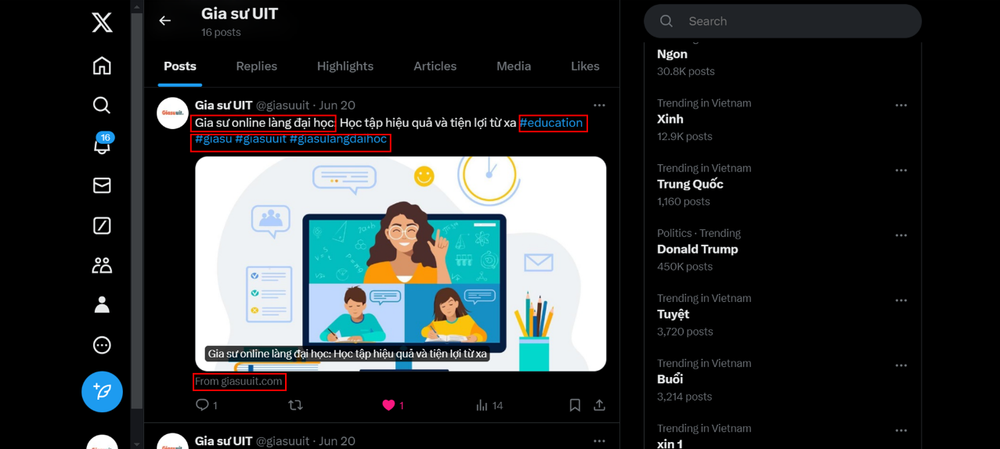 Gia sư UIT
16 posts
Posts Replies Highlights Articles Media Likes
Gia sư UIT @giasuuit · Jun 20
Gia sư online làng đại học: Học tập hiệu quả và tiện lợi từ xa #education
#giasu #giasuuit #giasulangdaihoc
Giasuuit.
Gia sư online làng đại học: Học tập hiệu quả và tiện lợi từ xa
From giasuuit.com
1 1 14
Gia sư UIT @giasuuit · Jun 20
16
Search
Ngon
30.8K posts
Trending in Vietnam
Xinh
12.9K posts
Trending in Vietnam
Trung Quốc
1,160 posts
Politics · Trending
Donald Trump
450K posts
Trending in Vietnam
Tuyệt
3,720 posts
Trending in Vietnam
Buổi
3,214 posts
Trending in Vietnam
xin 1